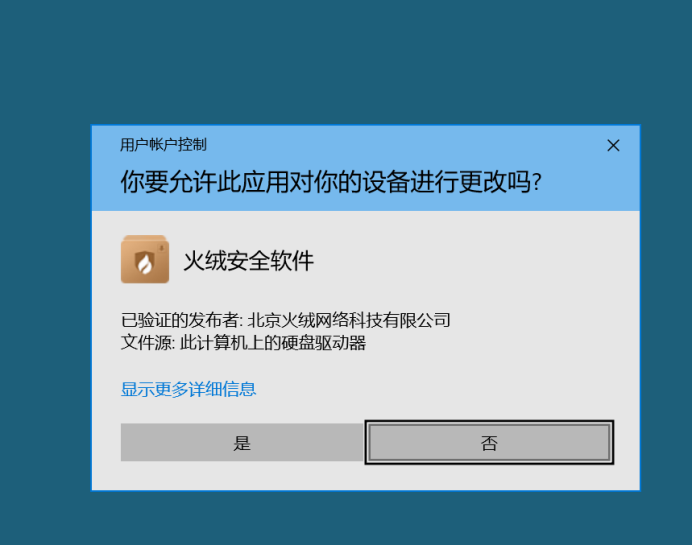 用户帐户控制
你要允许此应用对你的设备进行更改吗?
火绒安全软件
已验证的发布者: 北京火绒网络科技有限公司
文件源: 此计算机上的硬盘驱动器
显示更多详细信息
是
否